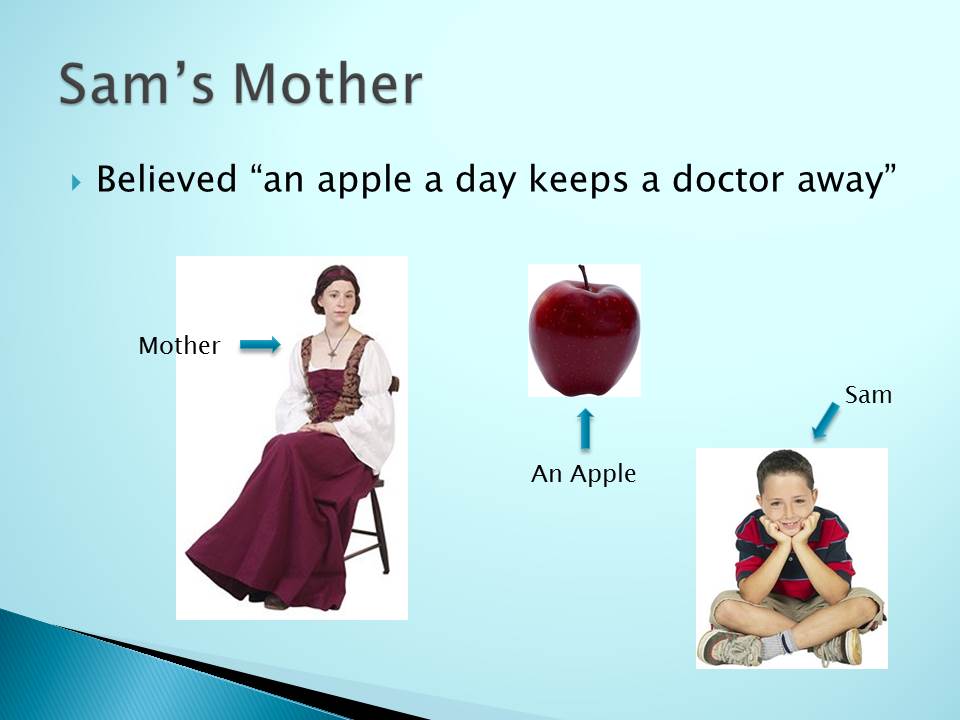 Sam’s Mother
Believed “an apple a day keeps a doctor away”
Mother
Sam
An Apple